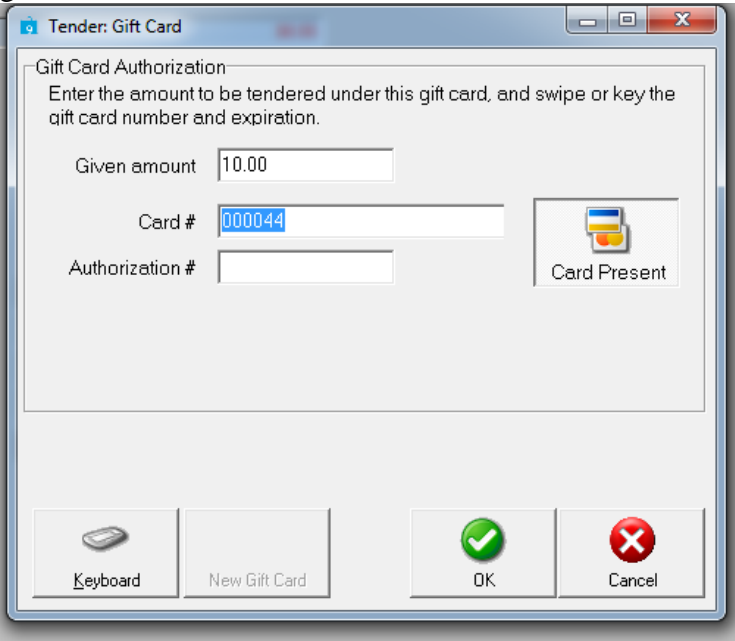 Tender: Gift Card
Gift Card Authorization
Enter the amount to be tendered under this gift card, and swipe or key the
gift card number and expiration.
Given amount 10.00
Card # 000044
Authorization #
Card Present
Keyboard New Gift Card OK Cancel